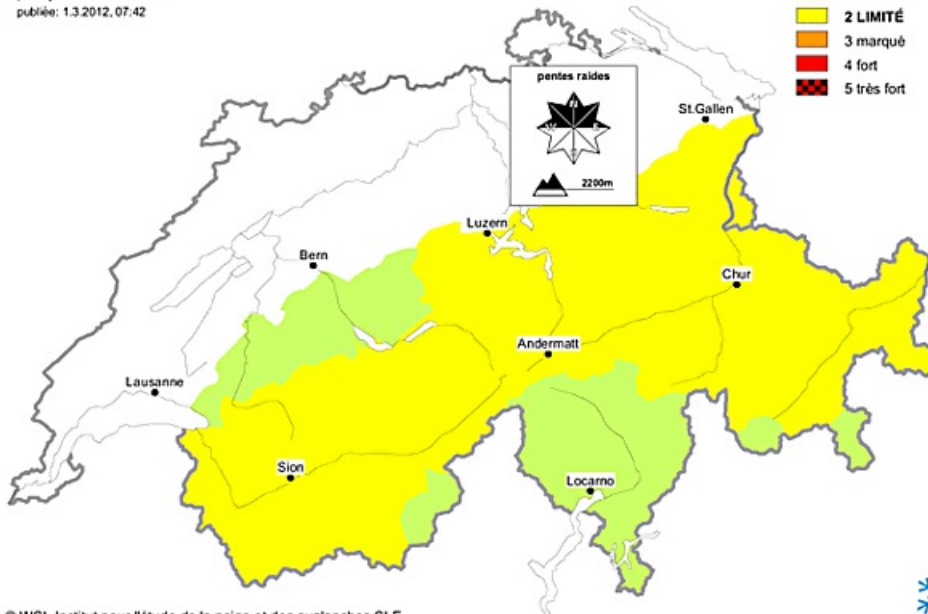 publiée: 1.3.2012, 07:42
2 LIMITÉ
3 marqué
4 fort
5 très fort
pentes raides
N
W E
S
2200m
St.Gallen
Luzern
Bern
Chur
Andermatt
Lausanne
Sion
Locarno
© WSL Institut pour l'étude de la neige et des avalanches SLF